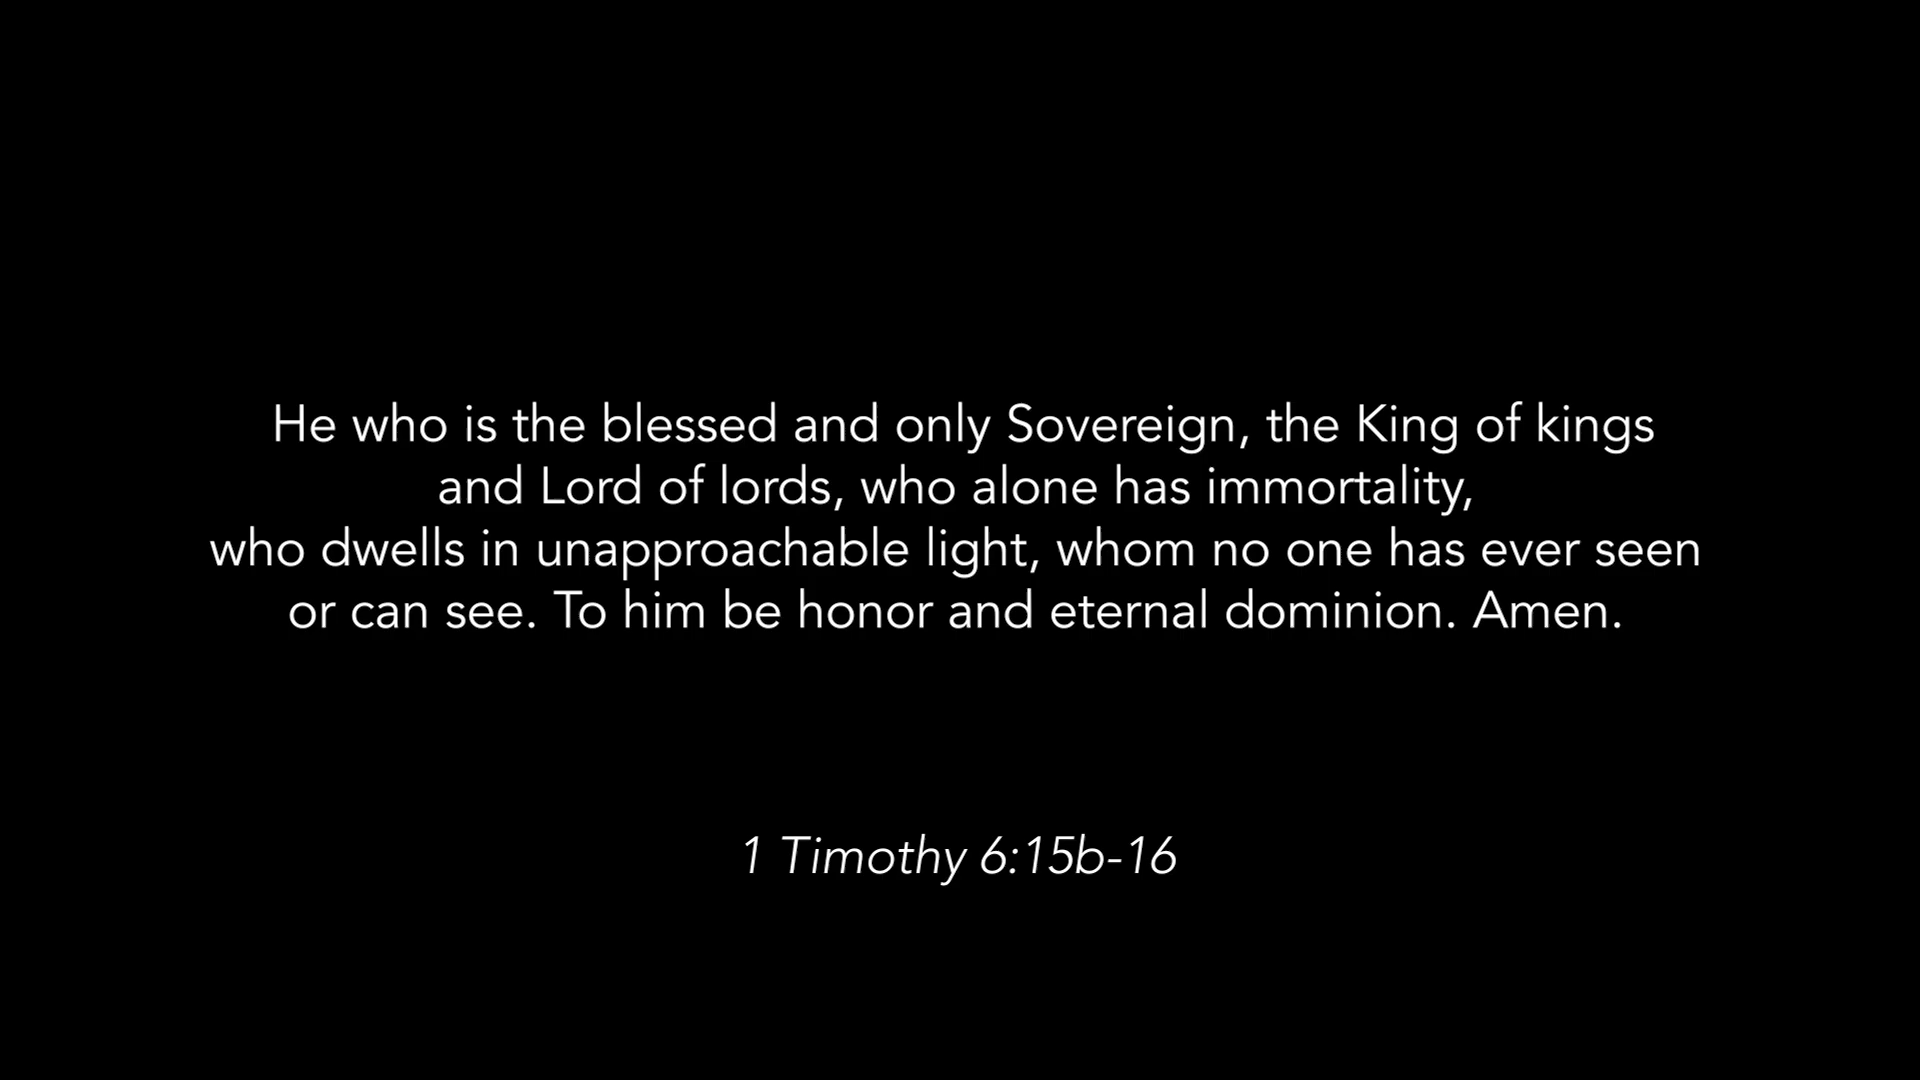 He who is the blessed and only Sovereign, the King of kings
and Lord of lords, who alone has immortality,
who dwells in unapproachable light, whom no one has ever seen
or can see. To him be honor and eternal dominion. Amen.
1 Timothy 6:15b-16